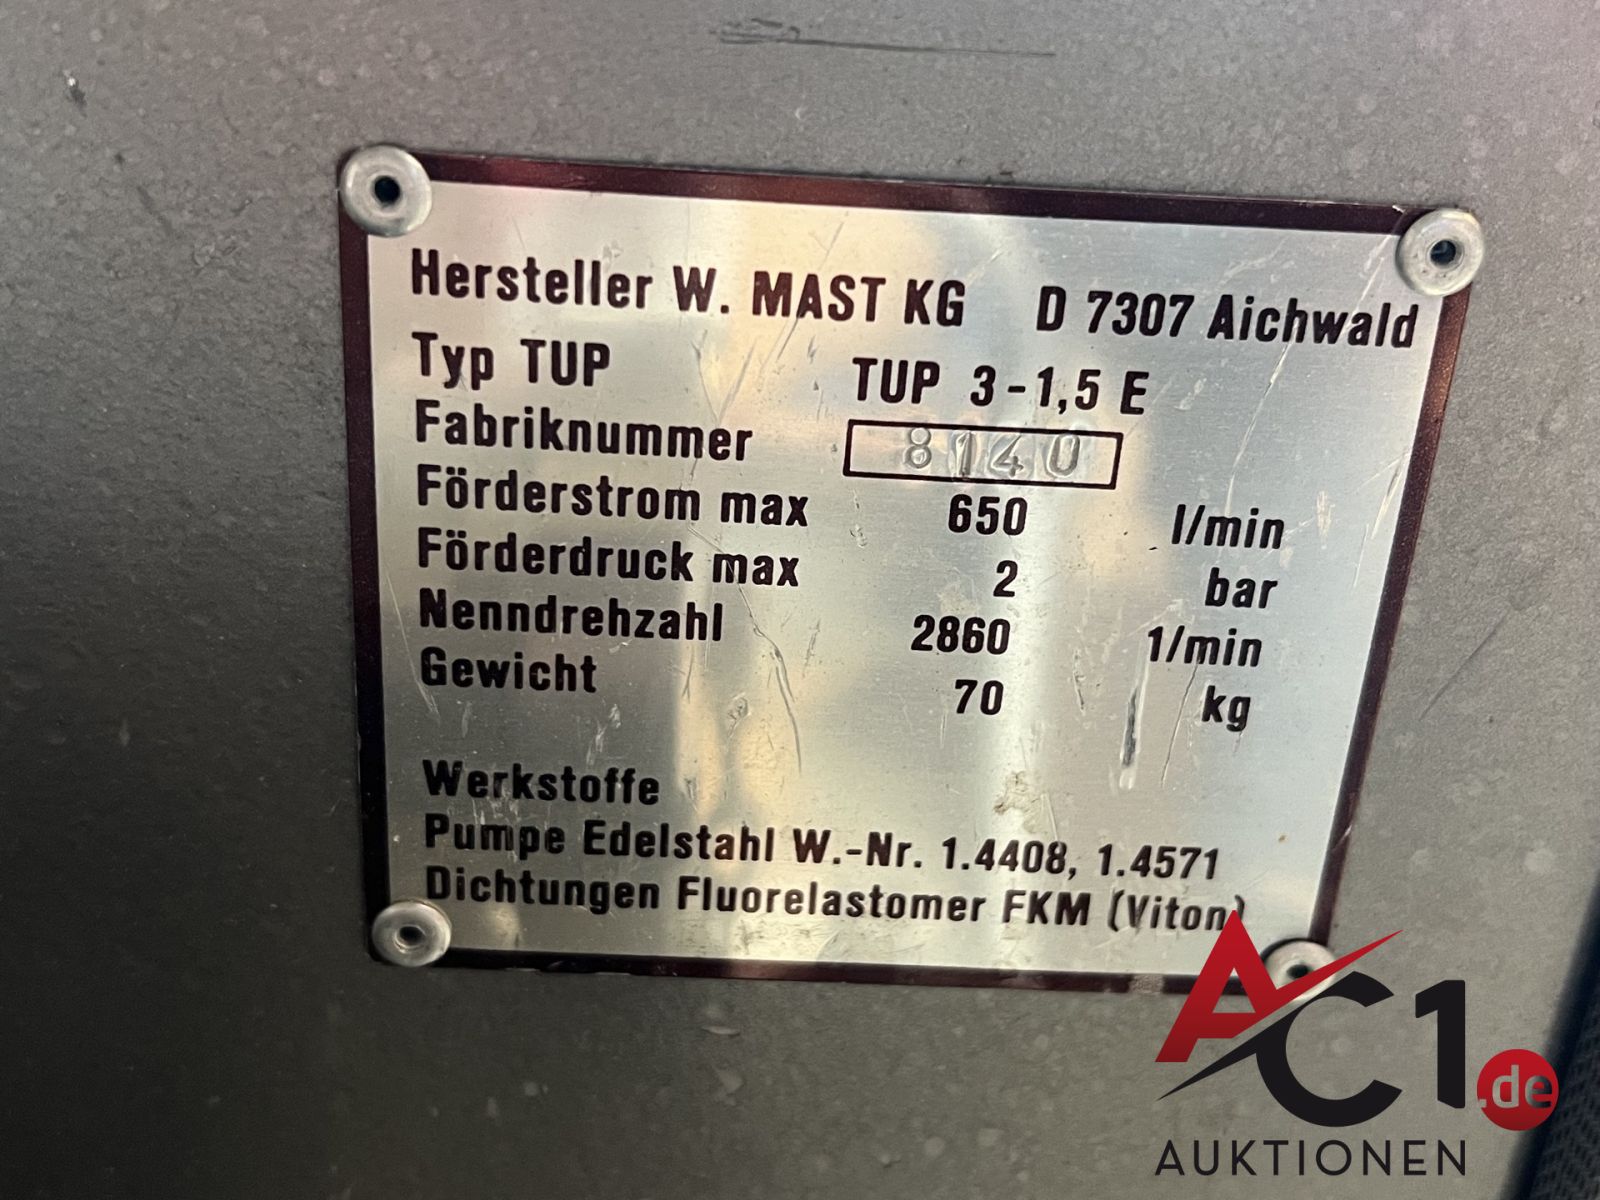 Hersteller W. MAST KG D 7307 Aichwald
Typ TUP TUP 3-1,5 E
Fabriknummer 8140
Förderstrom max 650 l/min
Förderdruck max 2 bar
Nenndrehzahl 2860 1/min
Gewicht 70 kg
Werkstoffe
Pumpe Edelstahl W.-Nr. 1.4408, 1.4571
Dichtungen Fluorelastomer FKM (Viton)
AC1.de
AUKTIONEN